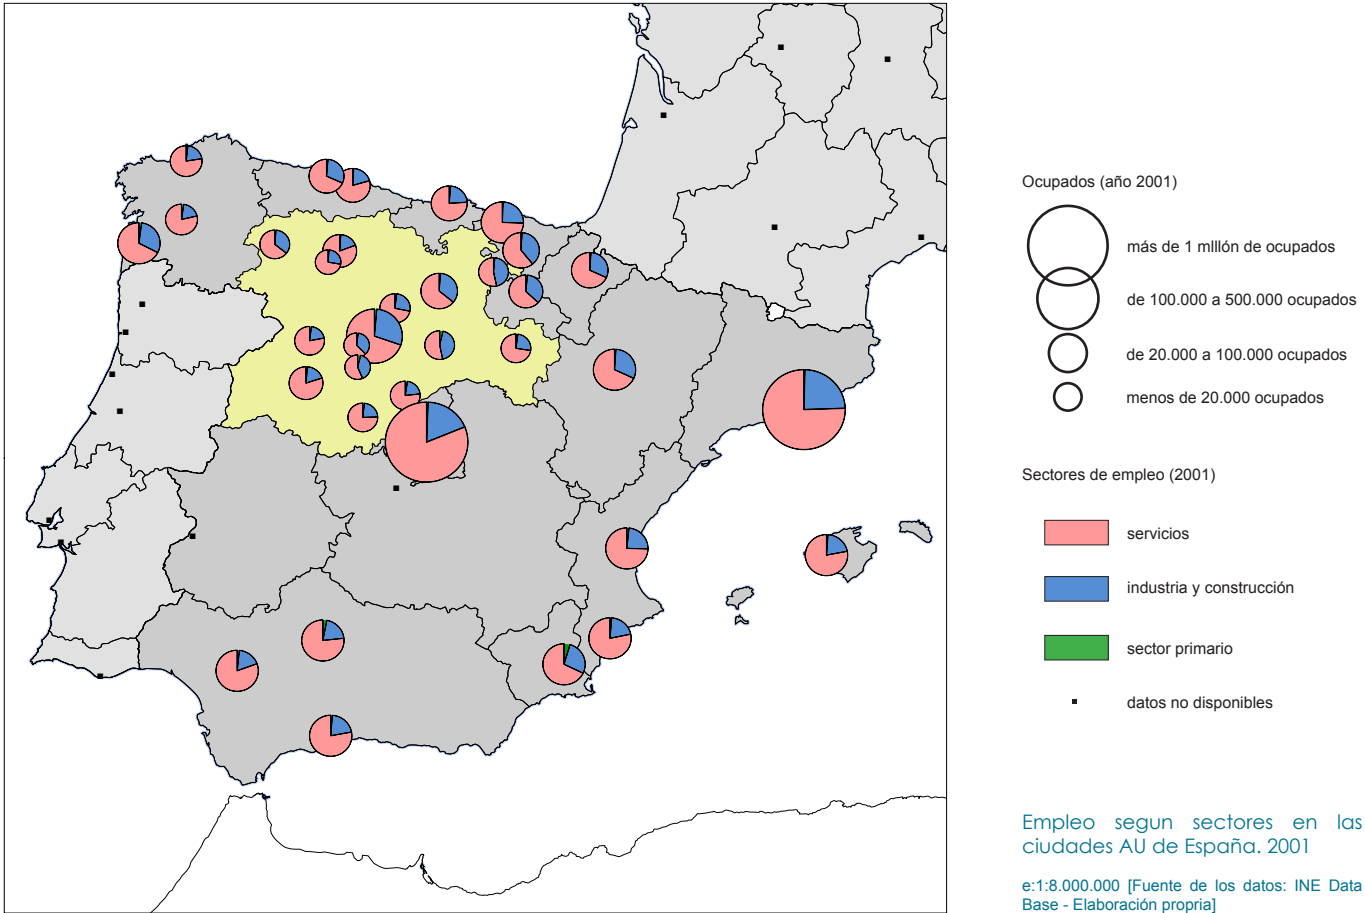 Ocupados (año 2001)
más de 1 mlllón de ocupados
de 100.000 a 500.000 ocupados
de 20.000 a 100.000 ocupados
menos de 20.000 ocupados
Sectores de empleo (2001)
servicios
industria y construcción
sector primario
datos no disponibles
Empleo segun sectores en las
ciudades AU de España. 2001
e:1:8.000.000 [Fuente de los datos: INE Data
Base - Elaboración propria]